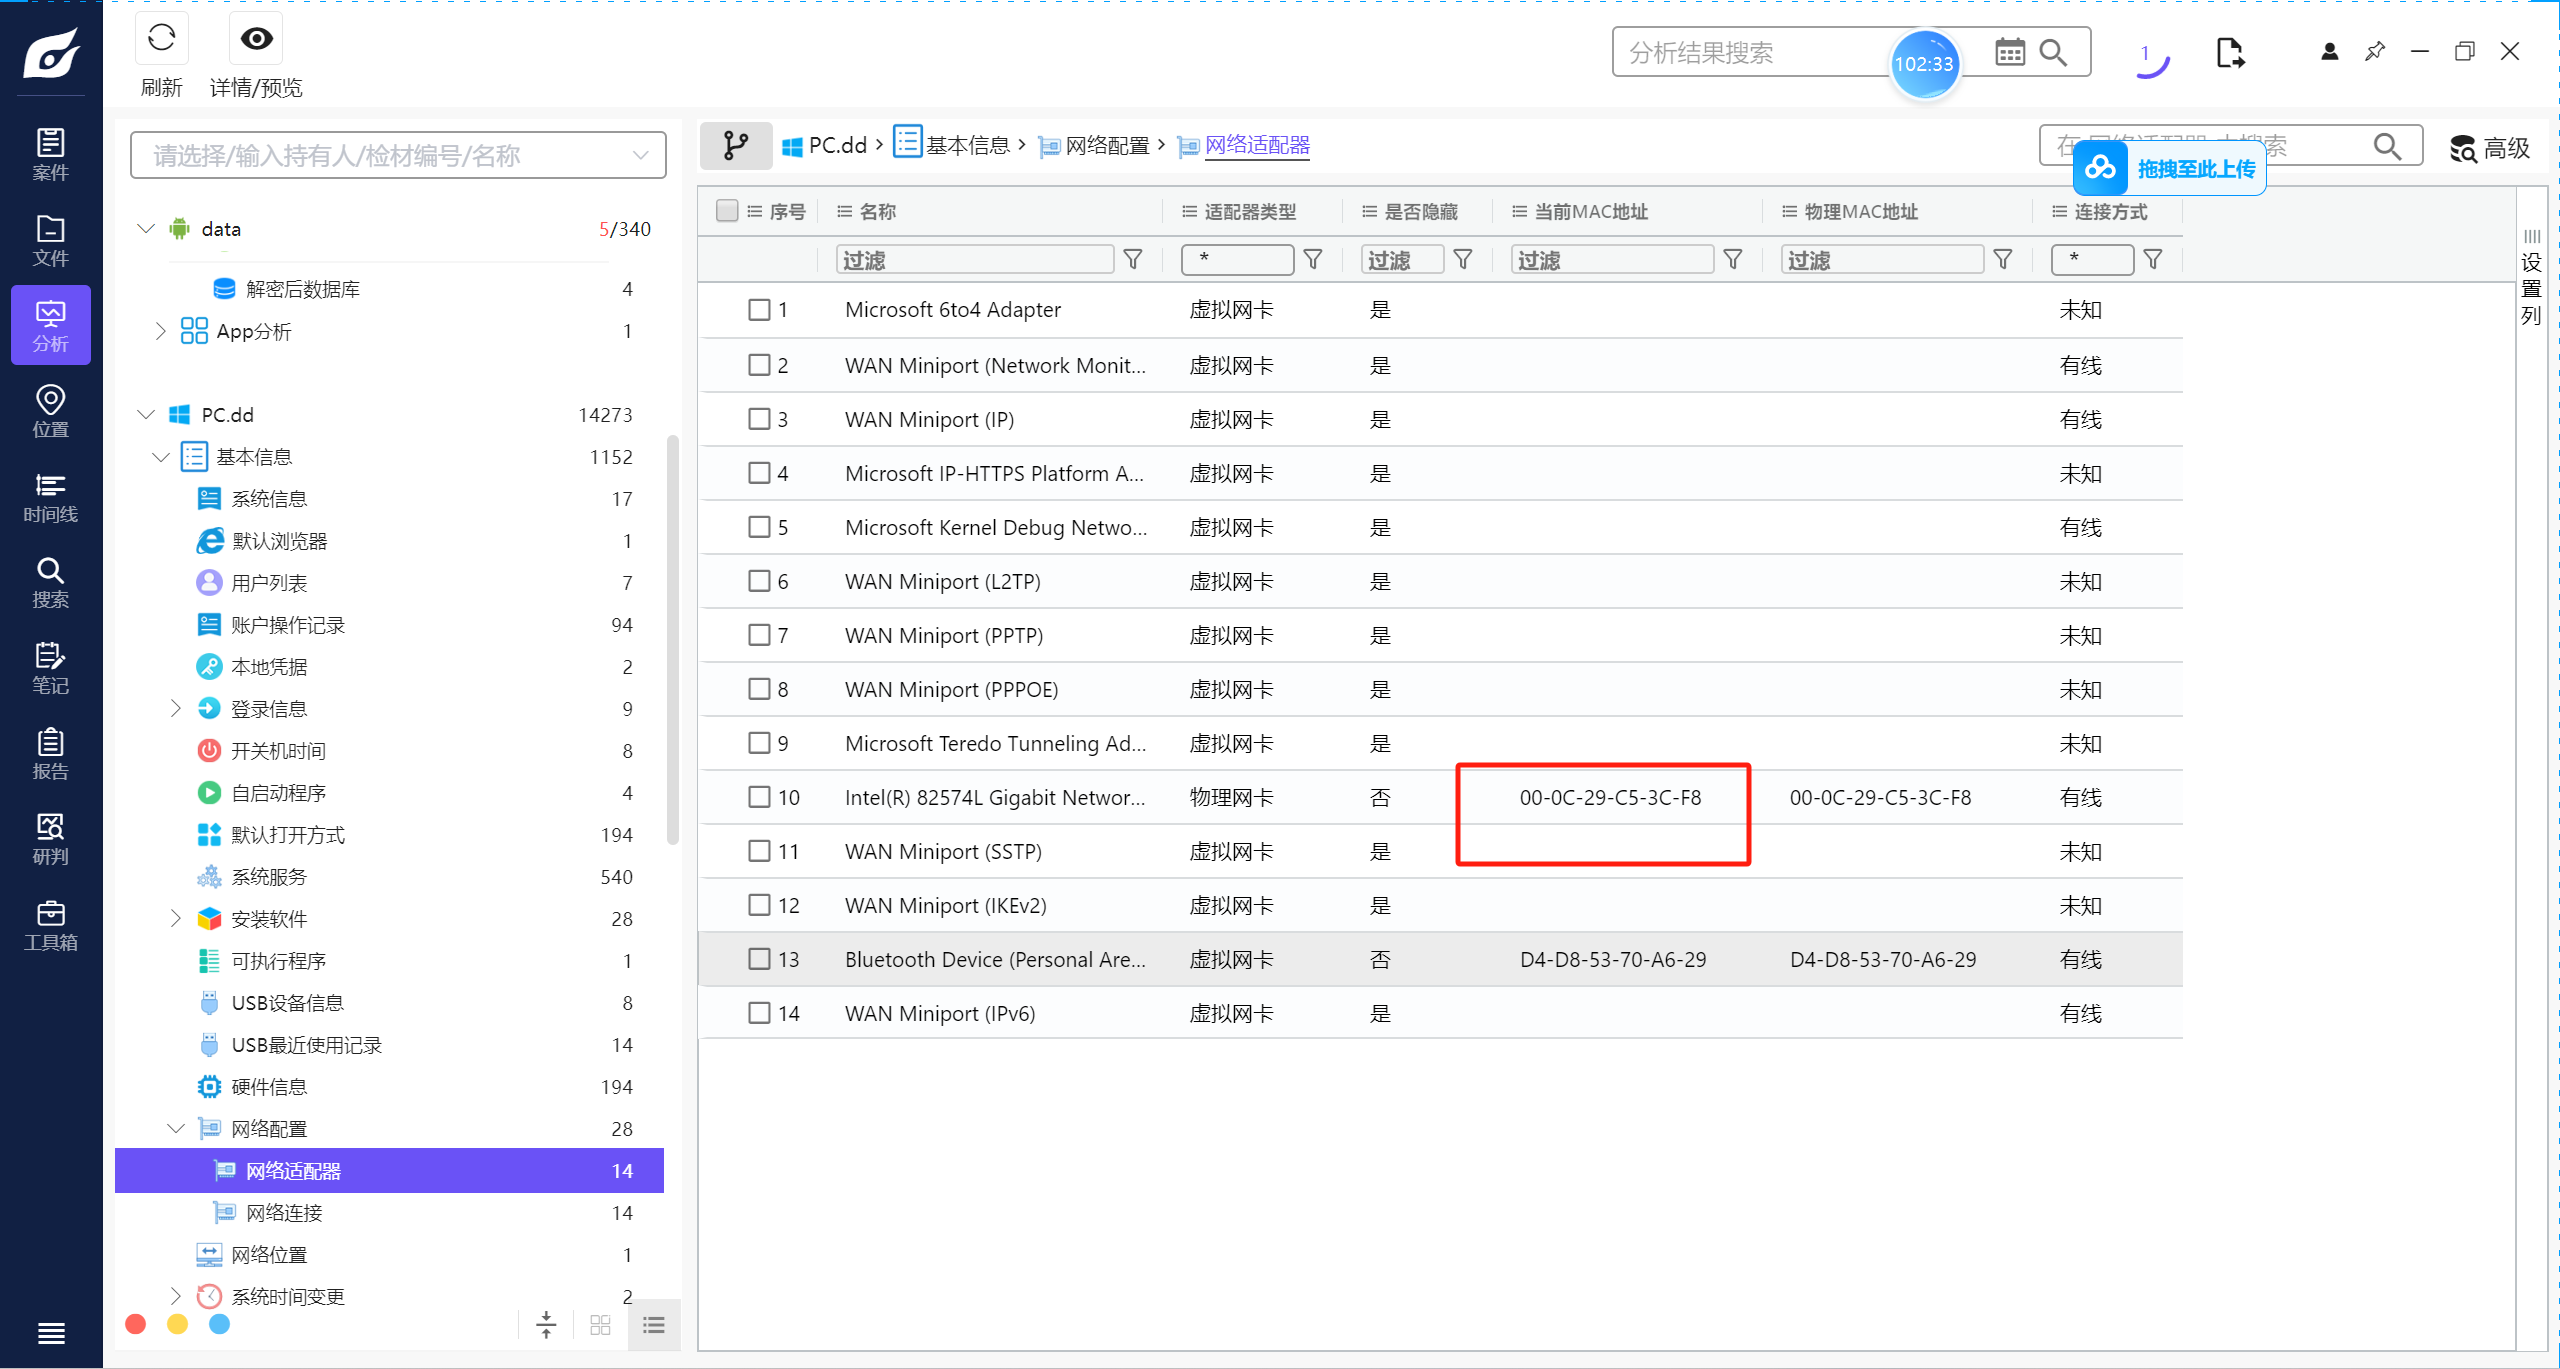 刷新
详情/预览
分析结果搜索
102:33
1
案件
文件
分析
位置
时间线
搜索
笔记
报告
研判
工具箱
请选择/输入持有人/检材编号/名称
data 5/340
解密后数据库 4
App分析 1
PC.dd 14273
基本信息 1152
系统信息 17
默认浏览器 1
用户列表 7
账户操作记录 94
本地凭据 2
登录信息 9
开关机时间 8
自启动程序 4
默认打开方式 194
系统服务 540
安装软件 28
可执行程序 1
USB设备信息 8
USB最近使用记录 14
硬件信息 194
网络配置 28
网络适配器 14
网络连接 14
网络位置 1
系统时间变更 2
PC.dd > 基本信息 > 网络配置 > 网络适配器
在 网络适配器 中搜索
拖拽至此上传
高级
序号 名称 适配器类型 是否隐藏 当前MAC地址 物理MAC地址 连接方式
过滤 * 过滤 过滤 过滤 *
1 Microsoft 6to4 Adapter 虚拟网卡 是 未知
2 WAN Miniport (Network Monit... 虚拟网卡 是 有线
3 WAN Miniport (IP) 虚拟网卡 是 有线
4 Microsoft IP-HTTPS Platform A... 虚拟网卡 是 未知
5 Microsoft Kernel Debug Netwo... 虚拟网卡 是 有线
6 WAN Miniport (L2TP) 虚拟网卡 是 未知
7 WAN Miniport (PPTP) 虚拟网卡 是 未知
8 WAN Miniport (PPPOE) 虚拟网卡 是 未知
9 Microsoft Teredo Tunneling Ad... 虚拟网卡 是 未知
10 Intel(R) 82574L Gigabit Networ... 物理网卡 否 00-0C-29-C5-3C-F8 00-0C-29-C5-3C-F8 有线
11 WAN Miniport (SSTP) 虚拟网卡 是 未知
12 WAN Miniport (IKEv2) 虚拟网卡 是 未知
13 Bluetooth Device (Personal Are... 虚拟网卡 否 D4-D8-53-70-A6-29 D4-D8-53-70-A6-29 有线
14 WAN Miniport (IPv6) 虚拟网卡 是 有线
设置列